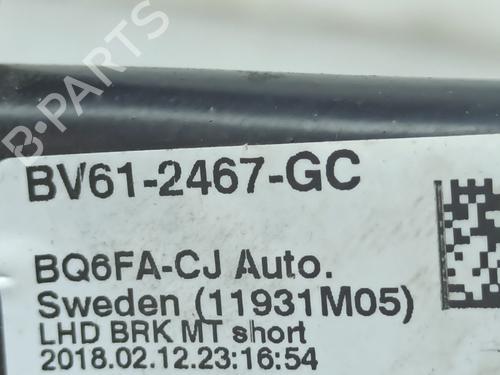 B-PARTS
BV61-2467-GC
BQ6FA-CJ Auto.
Sweden (11931M05)
LHD BRK MT short
2018.02.12.23:16:54